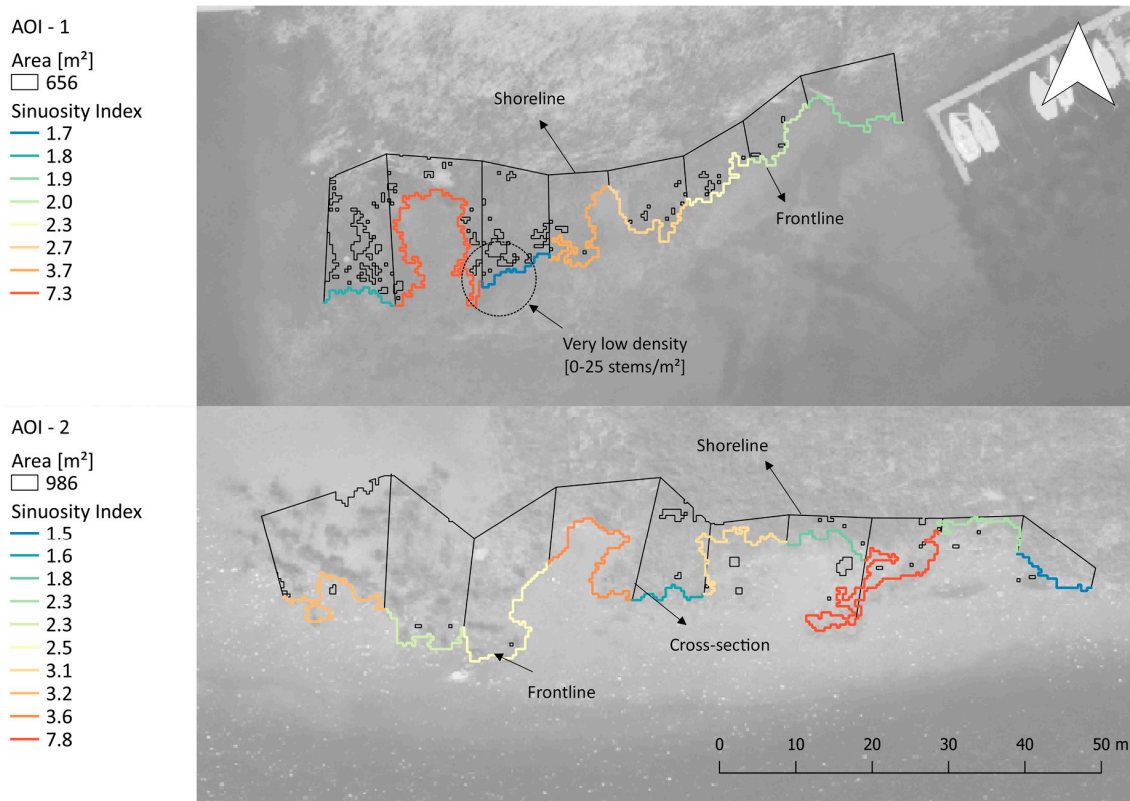 AOI - 1
Area [m²]
656
Sinuosity Index
1.7
1.8
1.9
2.0
2.3
2.7
3.7
7.3
Shoreline
Frontline
Very low density
[0-25 stems/m²]
AOI - 2
Area [m²]
986
Sinuosity Index
1.5
1.6
1.8
2.3
2.3
2.5
3.1
3.2
3.6
7.8
Shoreline
Cross-section
Frontline
0 10 20 30 40 50 m